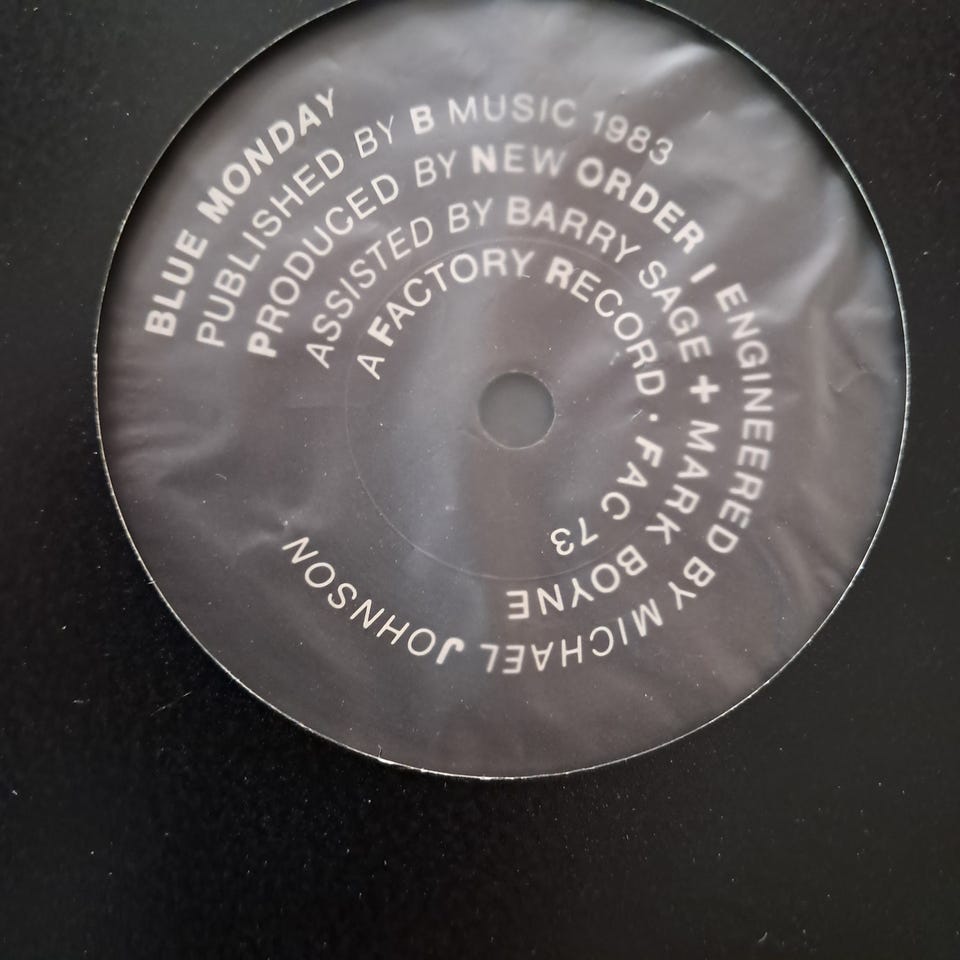 BLUE MONDAY
PUBLISHED BY B MUSIC 1983
PRODUCED BY NEW ORDER | ENGINEERED BY MICHAEL JOHNSON
ASSISTED BY BARRY SAGE + MARK BOYNE
A FACTORY RECORD · FAC 73